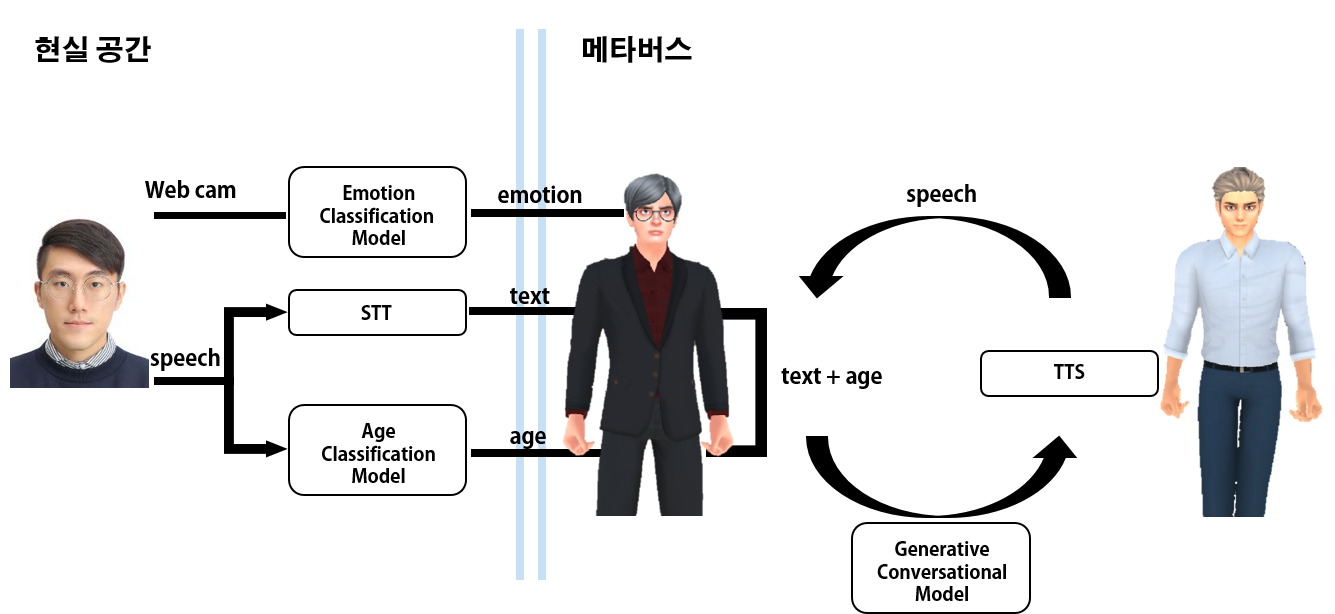 현실 공간
메타버스
Web cam
Emotion
Classification
Model
emotion
speech
STT
text
speech
TTS
text + age
Age
Classification
Model
age
Generative
Conversational
Model